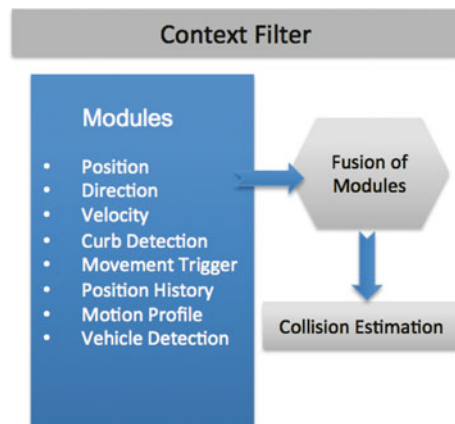 Context Filter
Modules
• Position
• Direction
• Velocity
• Curb Detection
• Movement Trigger
• Position History
• Motion Profile
• Vehicle Detection
Fusion of
Modules
Collision Estimation